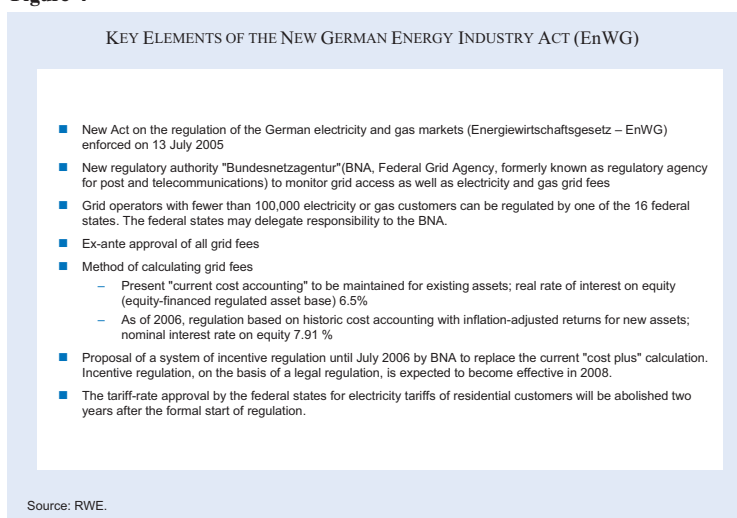 KEY ELEMENTS OF THE NEW GERMAN ENERGY INDUSTRY ACT (EnWG)
■ New Act on the regulation of the German electricity and gas markets (Energiewirtschaftsgesetz – EnWG)
enforced on 13 July 2005
■ New regulatory authority "Bundesnetzagentur"(BNA, Federal Grid Agency, formerly known as regulatory agency
for post and telecommunications) to monitor grid access as well as electricity and gas grid fees
■ Grid operators with fewer than 100,000 electricity or gas customers can be regulated by one of the 16 federal
states. The federal states may delegate responsibility to the BNA.
■ Ex-ante approval of all grid fees
■ Method of calculating grid fees
– Present "current cost accounting" to be maintained for existing assets; real rate of interest on equity
(equity-financed regulated asset base) 6.5%
– As of 2006, regulation based on historic cost accounting with inflation-adjusted returns for new assets;
nominal interest rate on equity 7.91 %
■ Proposal of a system of incentive regulation until July 2006 by BNA to replace the current "cost plus" calculation.
Incentive regulation, on the basis of a legal regulation, is expected to become effective in 2008.
■ The tariff-rate approval by the federal states for electricity tariffs of residential customers will be abolished two
years after the formal start of regulation.
Source: RWE.